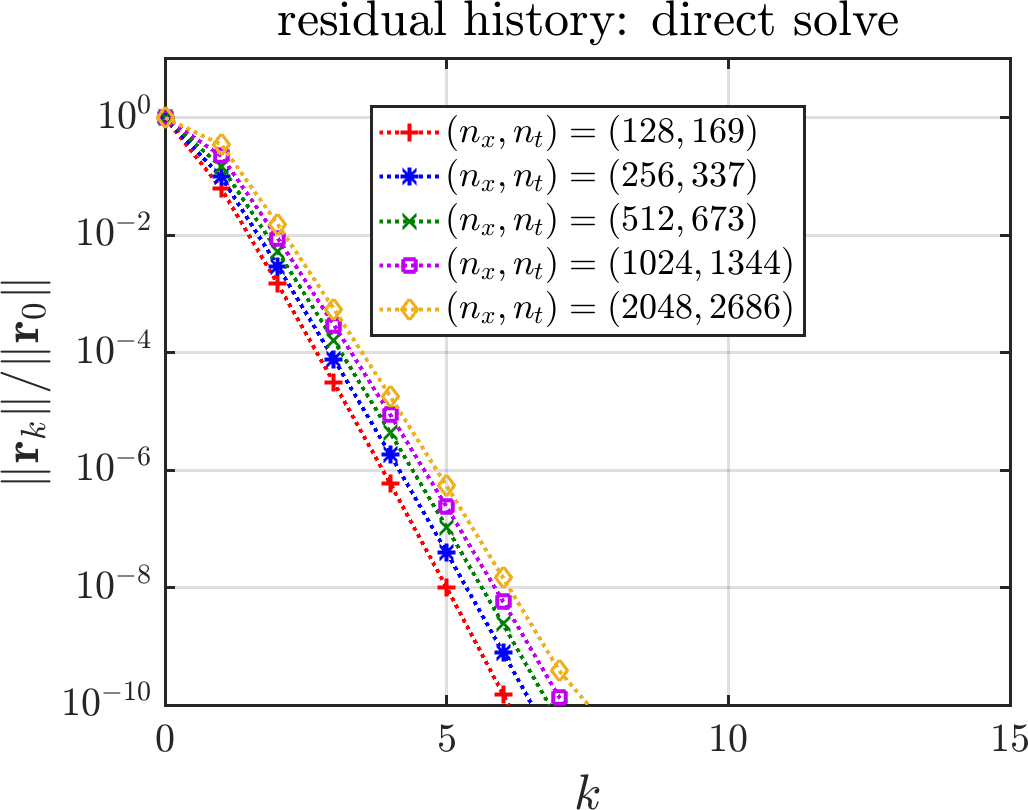 residual history: direct solve
‖r_k‖/‖r_0‖
10^0
10^−2
10^−4
10^−6
10^−8
10^−10
(n_x, n_t) = (128, 169)
(n_x, n_t) = (256, 337)
(n_x, n_t) = (512, 673)
(n_x, n_t) = (1024, 1344)
(n_x, n_t) = (2048, 2686)
0 5 10 15
k